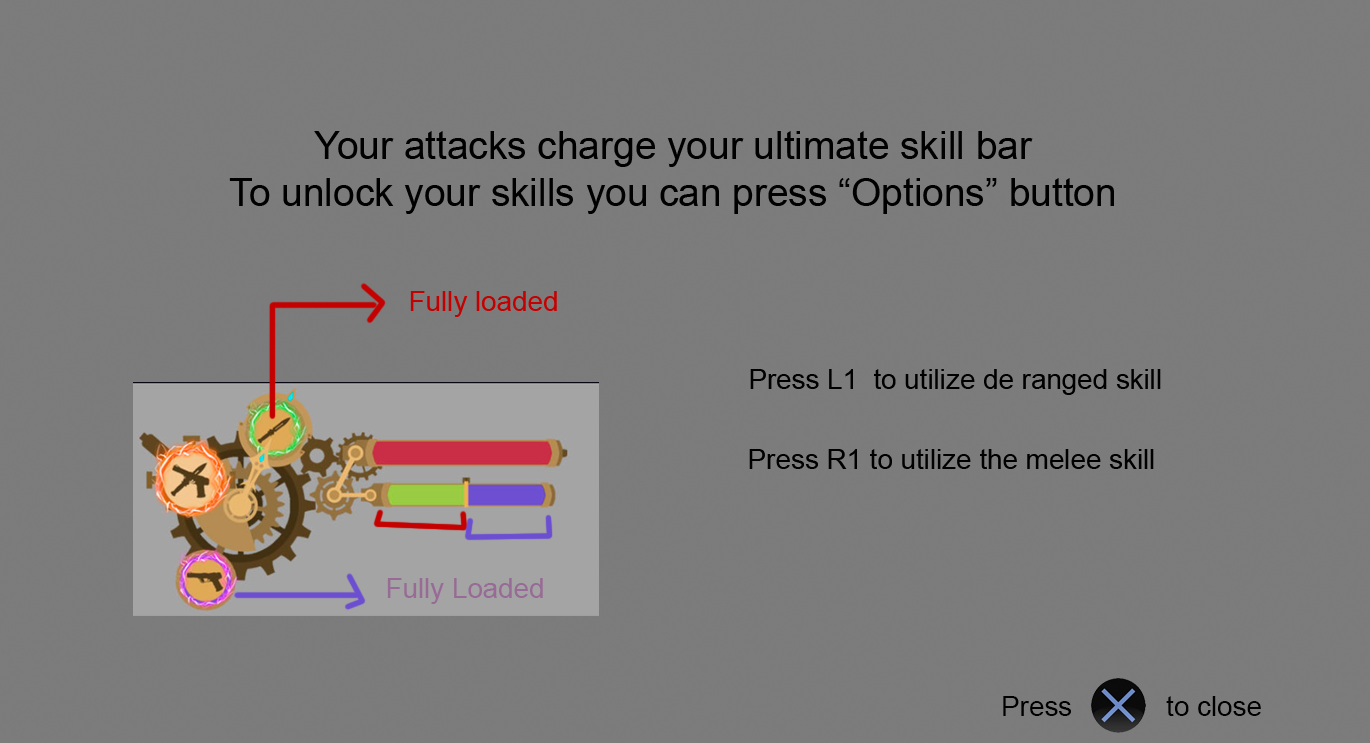 Your attacks charge your ultimate skill bar
To unlock your skills you can press “Options” button
Fully loaded
Press L1 to utilize de ranged skill
Press R1 to utilize the melee skill
Fully Loaded
Press to close